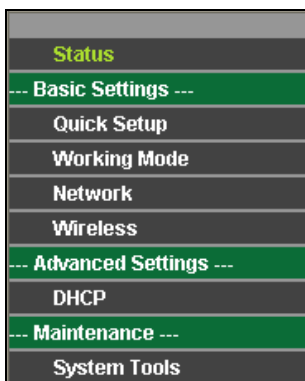 Status
--- Basic Settings ---
Quick Setup
Working Mode
Network
Wireless
--- Advanced Settings ---
DHCP
--- Maintenance ---
System Tools